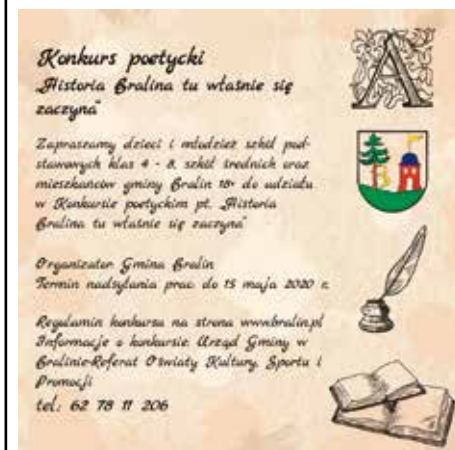 Konkurs poetycki
„Historia Bralina tu właśnie się
zaczyna"
Zapraszamy dzieci i młodzież szkół pod-
stawowych klas 4 - 8, szkół średnich oraz
mieszkańców gminy Bralin 18+ do udziału
w Konkursie poetyckim pt. „Historia
Bralina tu właśnie się zaczyna"
Organizator Gmina Bralin
Termin nadsyłania prac do 15 maja 2020 r.
Regulamin konkursu na strona www.bralin.pl
Informacje o konkursie: Urząd Gminy w
Bralinie-Referat Oświaty Kultury, Sportu i
Promocji
tel.: 62 78 11 206
A